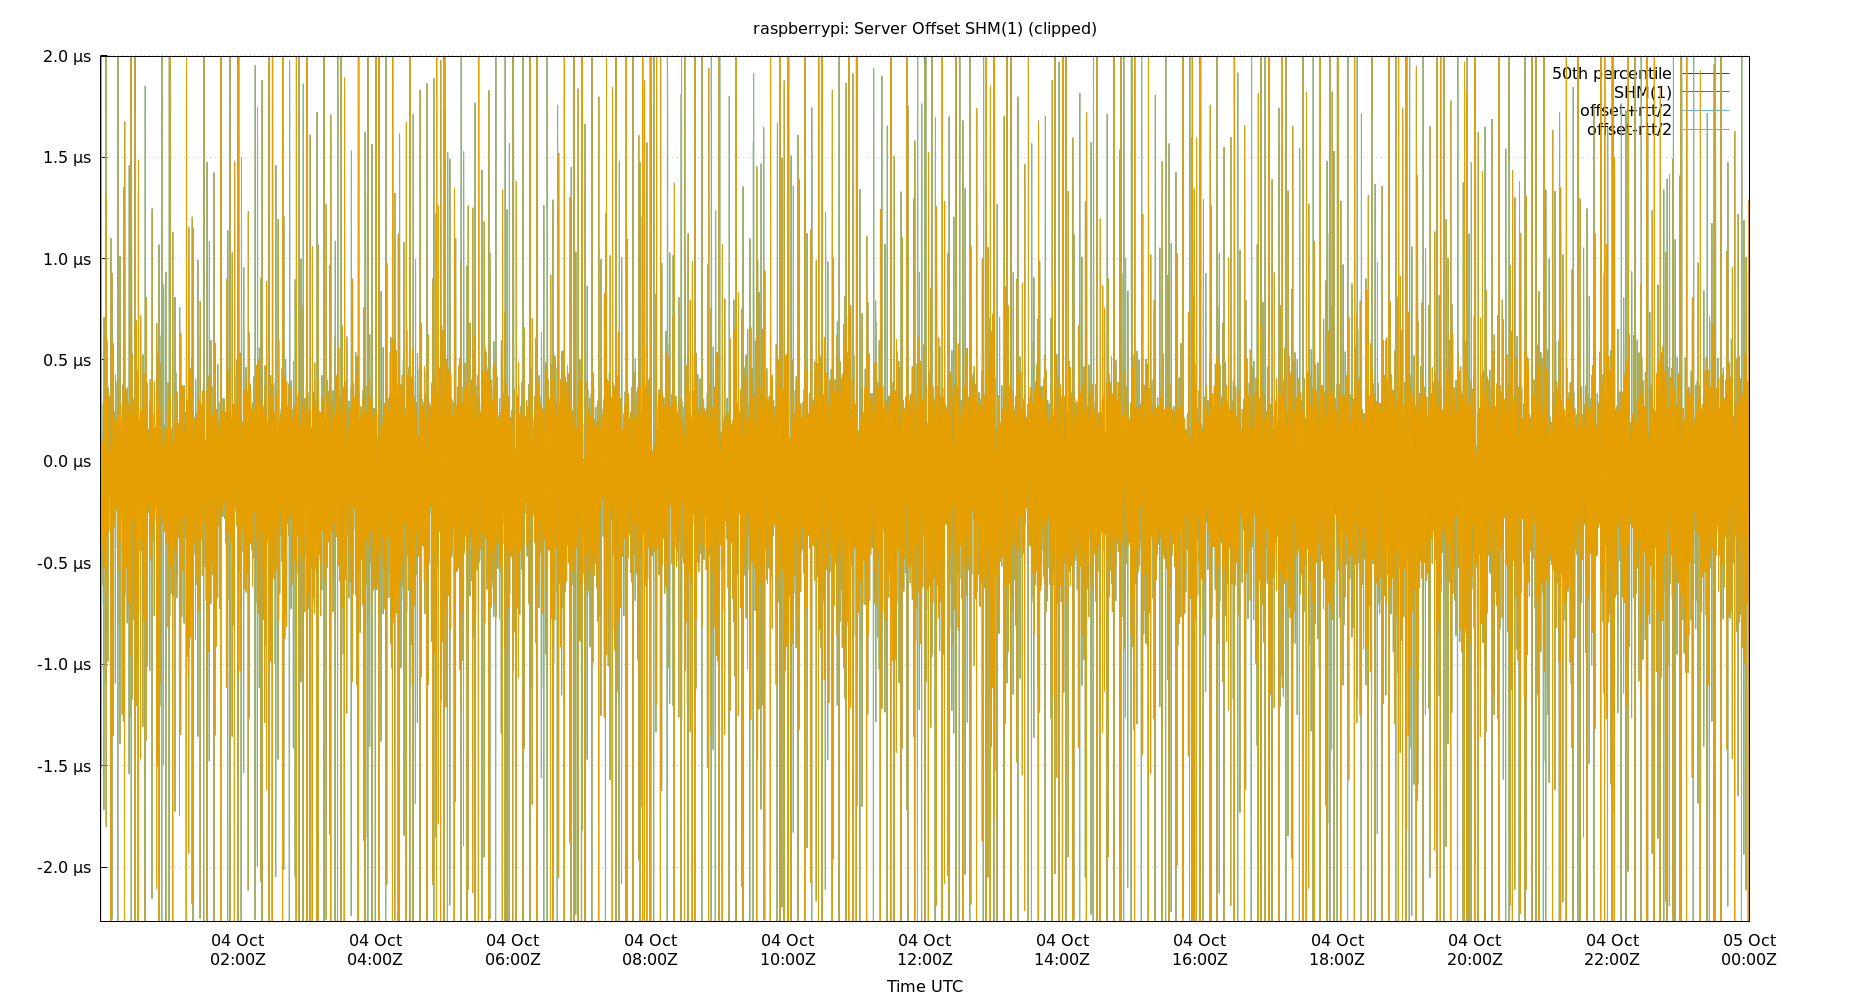 raspberrypi: Server Offset SHM(1) (clipped)
2.0 µs
1.5 µs
1.0 µs
0.5 µs
0.0 µs
-0.5 µs
-1.0 µs
-1.5 µs
-2.0 µs
50th percentile
SHM(1)
offset+rtt/2
offset-rtt/2
04 Oct 04 Oct 04 Oct 04 Oct 04 Oct 04 Oct 04 Oct 04 Oct 04 Oct 04 Oct 04 Oct 05 Oct
02:00Z 04:00Z 06:00Z 08:00Z 10:00Z 12:00Z 14:00Z 16:00Z 18:00Z 20:00Z 22:00Z 00:00Z
Time UTC